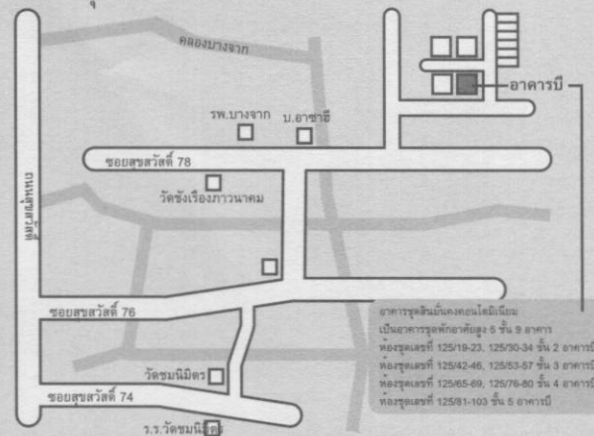 คลองบางจาก
อาคารบี
รพ.บางจาก
บ.อาซาฮี
ซอยสุขสวัสดิ์ 78
ถนนสุขสวัสดิ์
วัดชังเรืองภาวนาคม
ซอยสุขสวัสดิ์ 76
อาคารชุดสินมั่นคงคอนโดมิเนียม
เป็นอาคารชุดพักอาศัยสูง 5 ชั้น 9 อาคาร
ห้องชุดเลขที่ 125/19-23, 125/30-34 ชั้น 2 อาคารบี
ห้องชุดเลขที่ 125/42-46, 125/53-57 ชั้น 3 อาคารบี
ห้องชุดเลขที่ 125/65-69, 125/76-80 ชั้น 4 อาคารบี
ห้องชุดเลขที่ 125/81-103 ชั้น 5 อาคารบี
วัดชมนิมิตร
ซอยสุขสวัสดิ์ 74
ร.ร.วัดชมนิมิตร